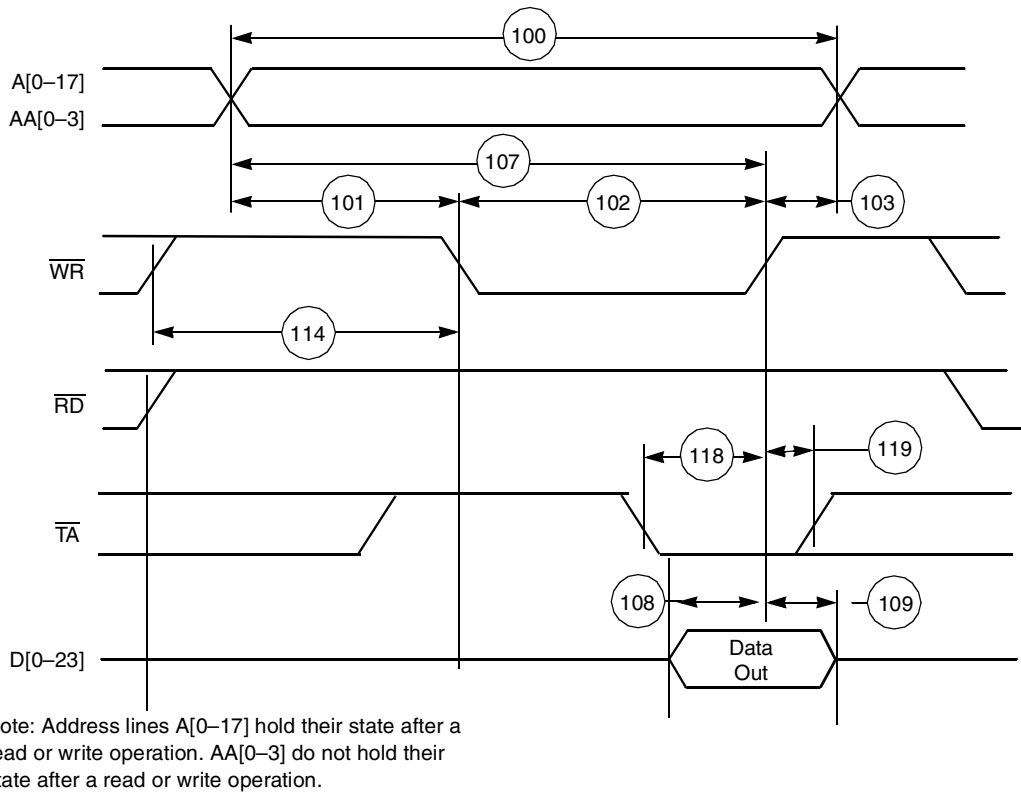 100
A[0–17]
AA[0–3]
107
101
102
103
WR
114
RD
118
119
TA
108
109
D[0–23]
Data
Out
ote: Address lines A[0–17] hold their state after a
ead or write operation. AA[0–3] do not hold their
tate after a read or write operation.